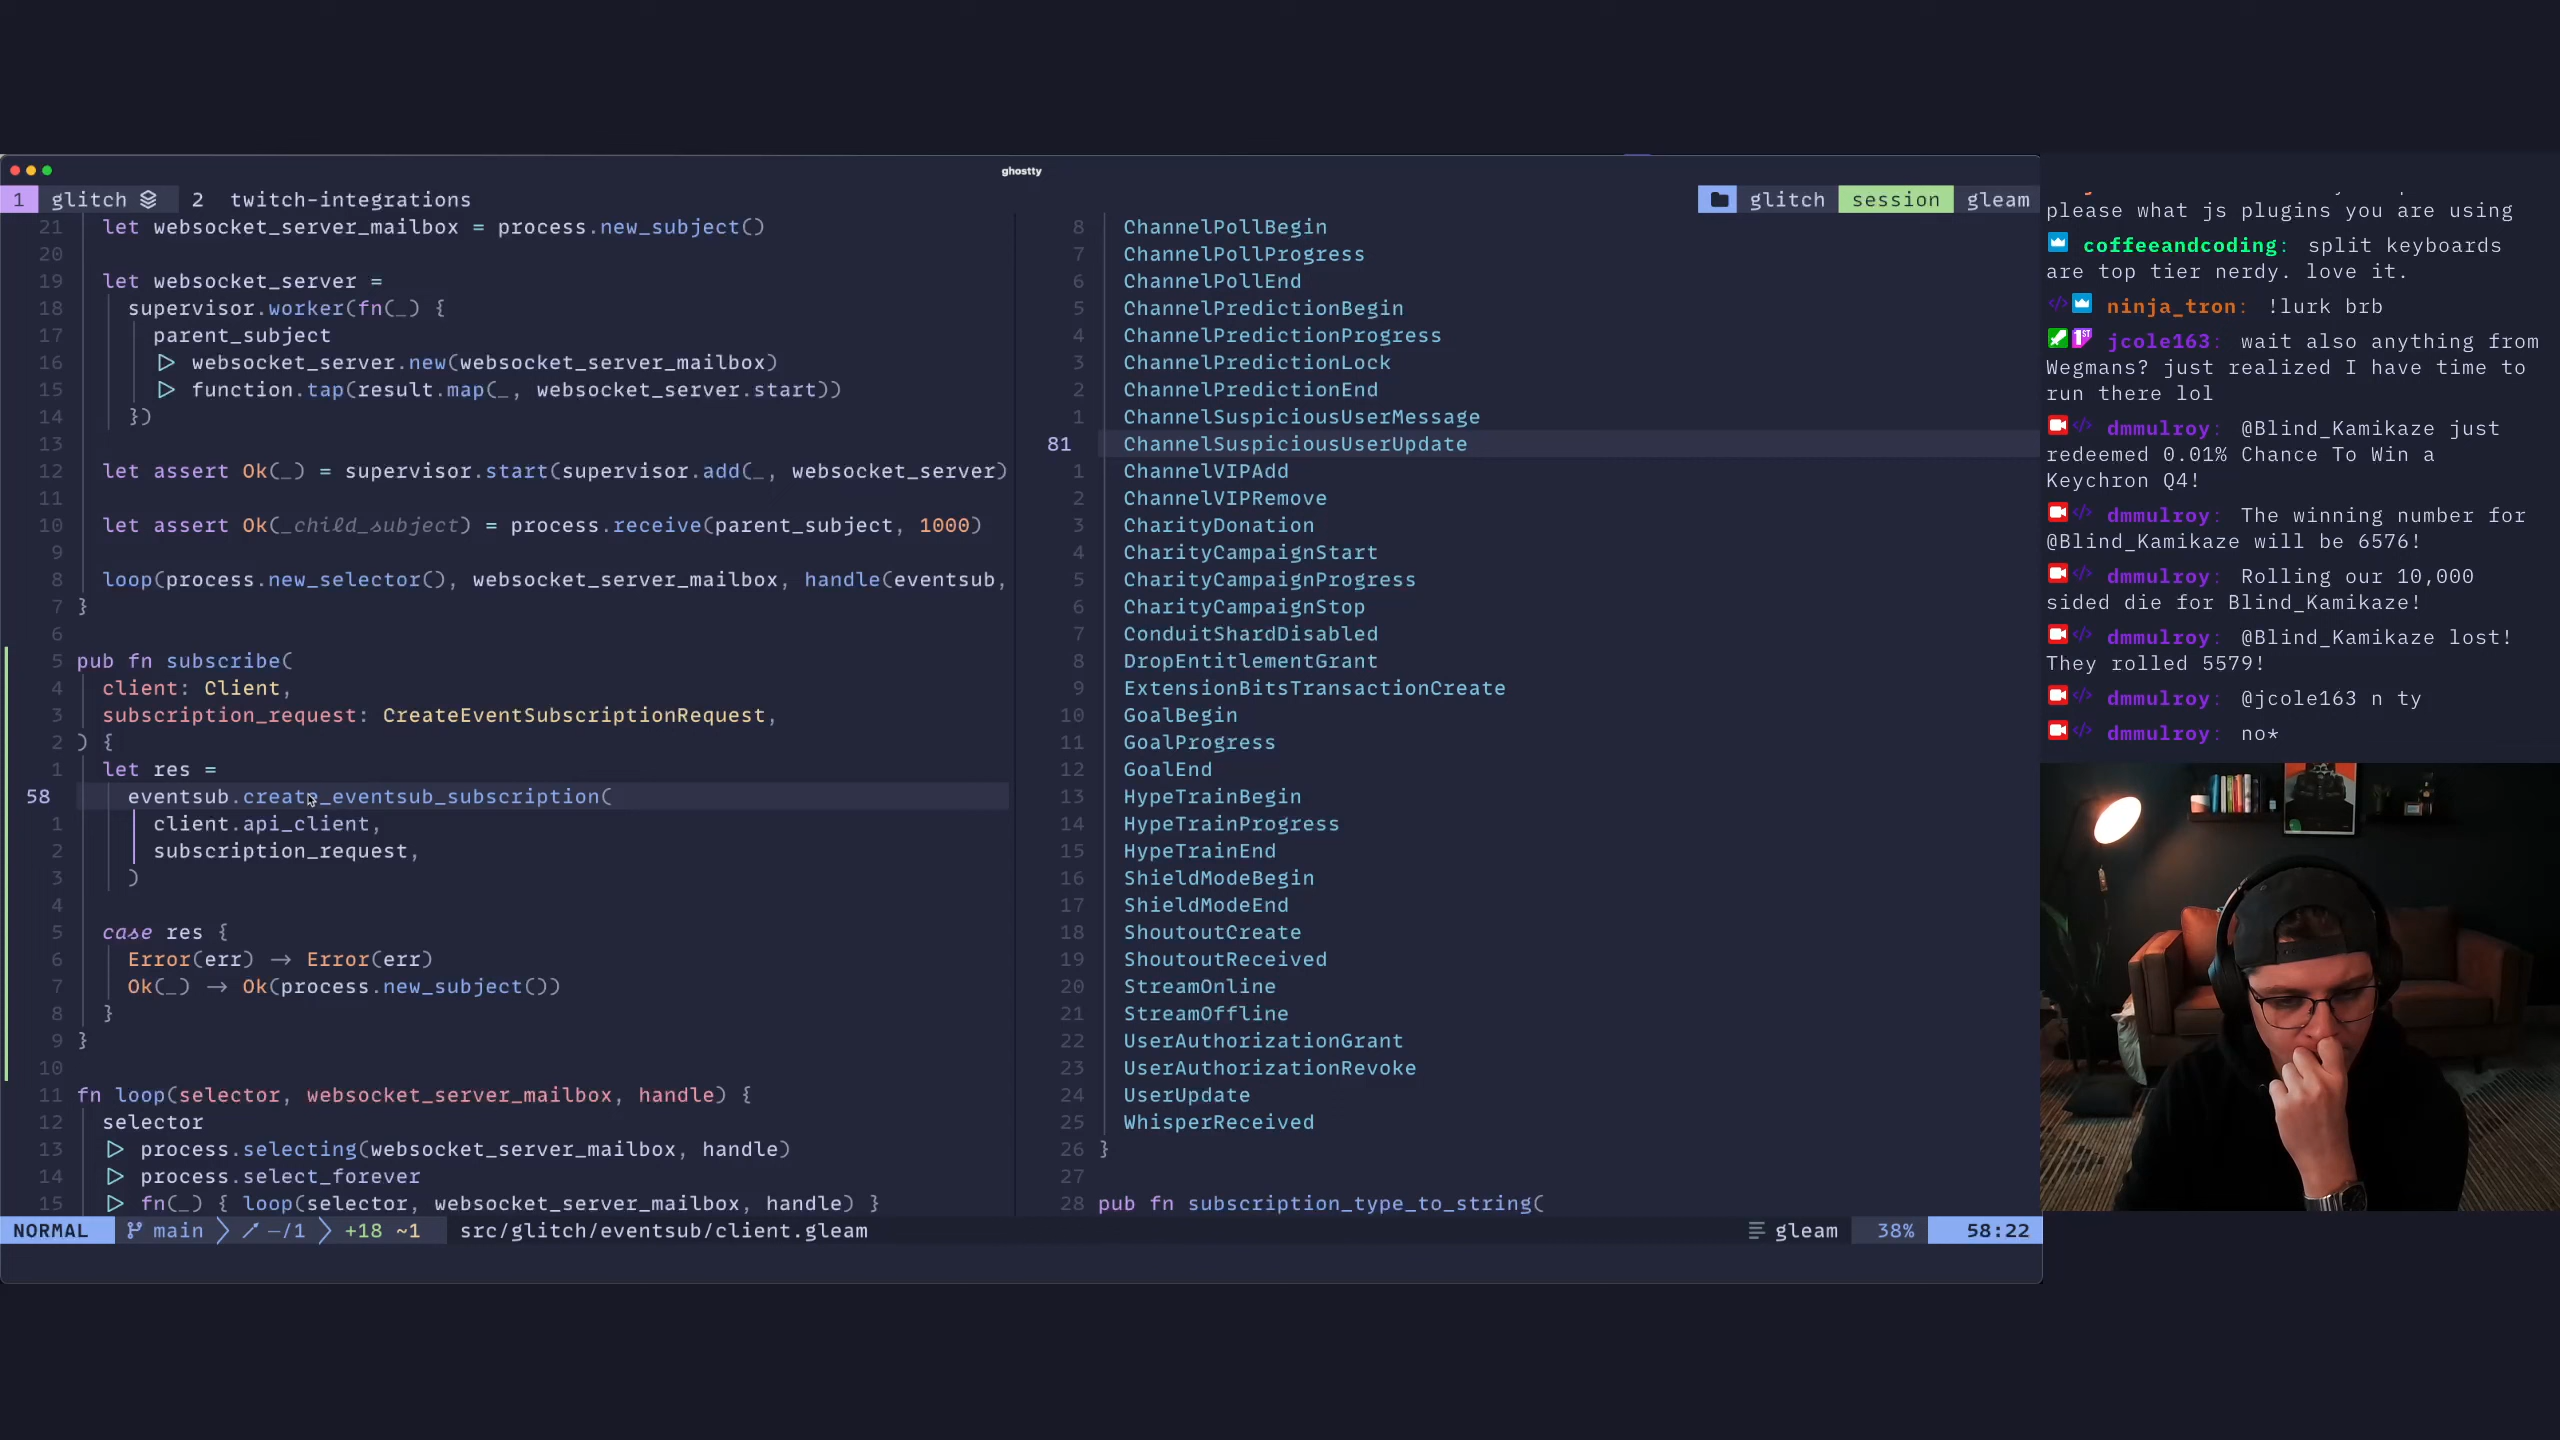 ghostty
1 glitch 2 twitch-integrations
glitch session gleam
21 let websocket_server_mailbox = process.new_subject()
20
19 let websocket_server =
18 supervisor.worker(fn(_) {
17 parent_subject
16 ▷ websocket_server.new(websocket_server_mailbox)
15 ▷ function.tap(result.map(_, websocket_server.start))
14 })
13
12 let assert Ok(_) = supervisor.start(supervisor.add(_, websocket_server)
11
10 let assert Ok(_child_subject) = process.receive(parent_subject, 1000)
9
8 loop(process.new_selector(), websocket_server_mailbox, handle(eventsub,
7 }
6
5 pub fn subscribe(
4 client: Client,
3 subscription_request: CreateEventSubscriptionRequest,
2 ) {
1 let res =
58 eventsub.create_eventsub_subscription(
1 client.api_client,
2 subscription_request,
3 )
4
5 case res {
6 Error(err) → Error(err)
7 Ok(_) → Ok(process.new_subject())
8 }
9 }
10
11 fn loop(selector, websocket_server_mailbox, handle) {
12 selector
13 ▷ process.selecting(websocket_server_mailbox, handle)
14 ▷ process.select_forever
15 ▷ fn(_) { loop(selector, websocket_server_mailbox, handle) }
8 ChannelPollBegin
7 ChannelPollProgress
6 ChannelPollEnd
5 ChannelPredictionBegin
4 ChannelPredictionProgress
3 ChannelPredictionLock
2 ChannelPredictionEnd
1 ChannelSuspiciousUserMessage
81 ChannelSuspiciousUserUpdate
1 ChannelVIPAdd
2 ChannelVIPRemove
3 CharityDonation
4 CharityCampaignStart
5 CharityCampaignProgress
6 CharityCampaignStop
7 ConduitShardDisabled
8 DropEntitlementGrant
9 ExtensionBitsTransactionCreate
10 GoalBegin
11 GoalProgress
12 GoalEnd
13 HypeTrainBegin
14 HypeTrainProgress
15 HypeTrainEnd
16 ShieldModeBegin
17 ShieldModeEnd
18 ShoutoutCreate
19 ShoutoutReceived
20 StreamOnline
21 StreamOffline
22 UserAuthorizationGrant
23 UserAuthorizationRevoke
24 UserUpdate
25 WhisperReceived
26 }
27
28 pub fn subscription_type_to_string(
NORMAL main −/1 +18 ~1 src/glitch/eventsub/client.gleam gleam 38% 58:22
please what js plugins you are using
coffeeandcoding: split keyboards
are top tier nerdy. love it.
ninja_tron: !lurk brb
jcole163: wait also anything from
Wegmans? just realized I have time to
run there lol
dmmulroy: @Blind_Kamikaze just
redeemed 0.01% Chance To Win a
Keychron Q4!
dmmulroy: The winning number for
@Blind_Kamikaze will be 6576!
dmmulroy: Rolling our 10,000
sided die for Blind_Kamikaze!
dmmulroy: @Blind_Kamikaze lost!
They rolled 5579!
dmmulroy: @jcole163 n ty
dmmulroy: no*